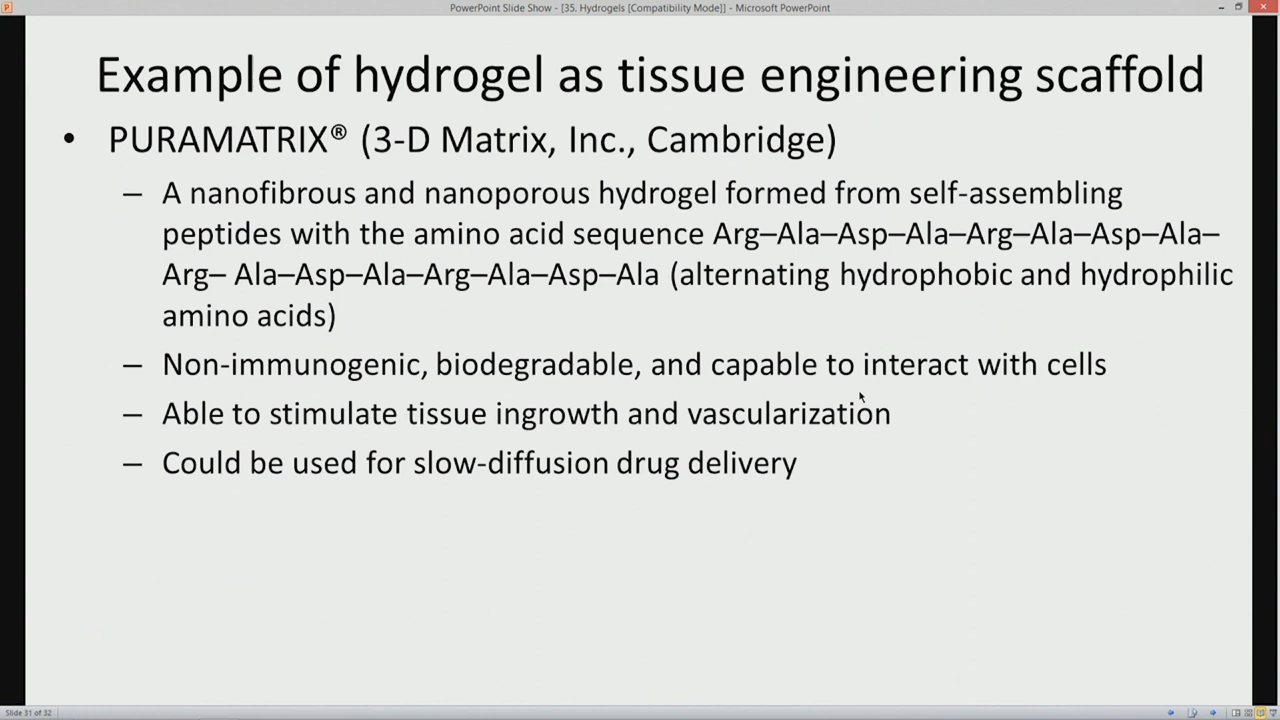 PowerPoint Slide Show - [35. Hydrogels [Compatibility Mode]] - Microsoft PowerPoint
Example of hydrogel as tissue engineering scaffold
• PURAMATRIX® (3-D Matrix, Inc., Cambridge)
– A nanofibrous and nanoporous hydrogel formed from self-assembling
peptides with the amino acid sequence Arg–Ala–Asp–Ala–Arg–Ala–Asp–Ala–
Arg– Ala–Asp–Ala–Arg–Ala–Asp–Ala (alternating hydrophobic and hydrophilic
amino acids)
– Non-immunogenic, biodegradable, and capable to interact with cells
– Able to stimulate tissue ingrowth and vascularization
– Could be used for slow-diffusion drug delivery
Slide 31 of 32